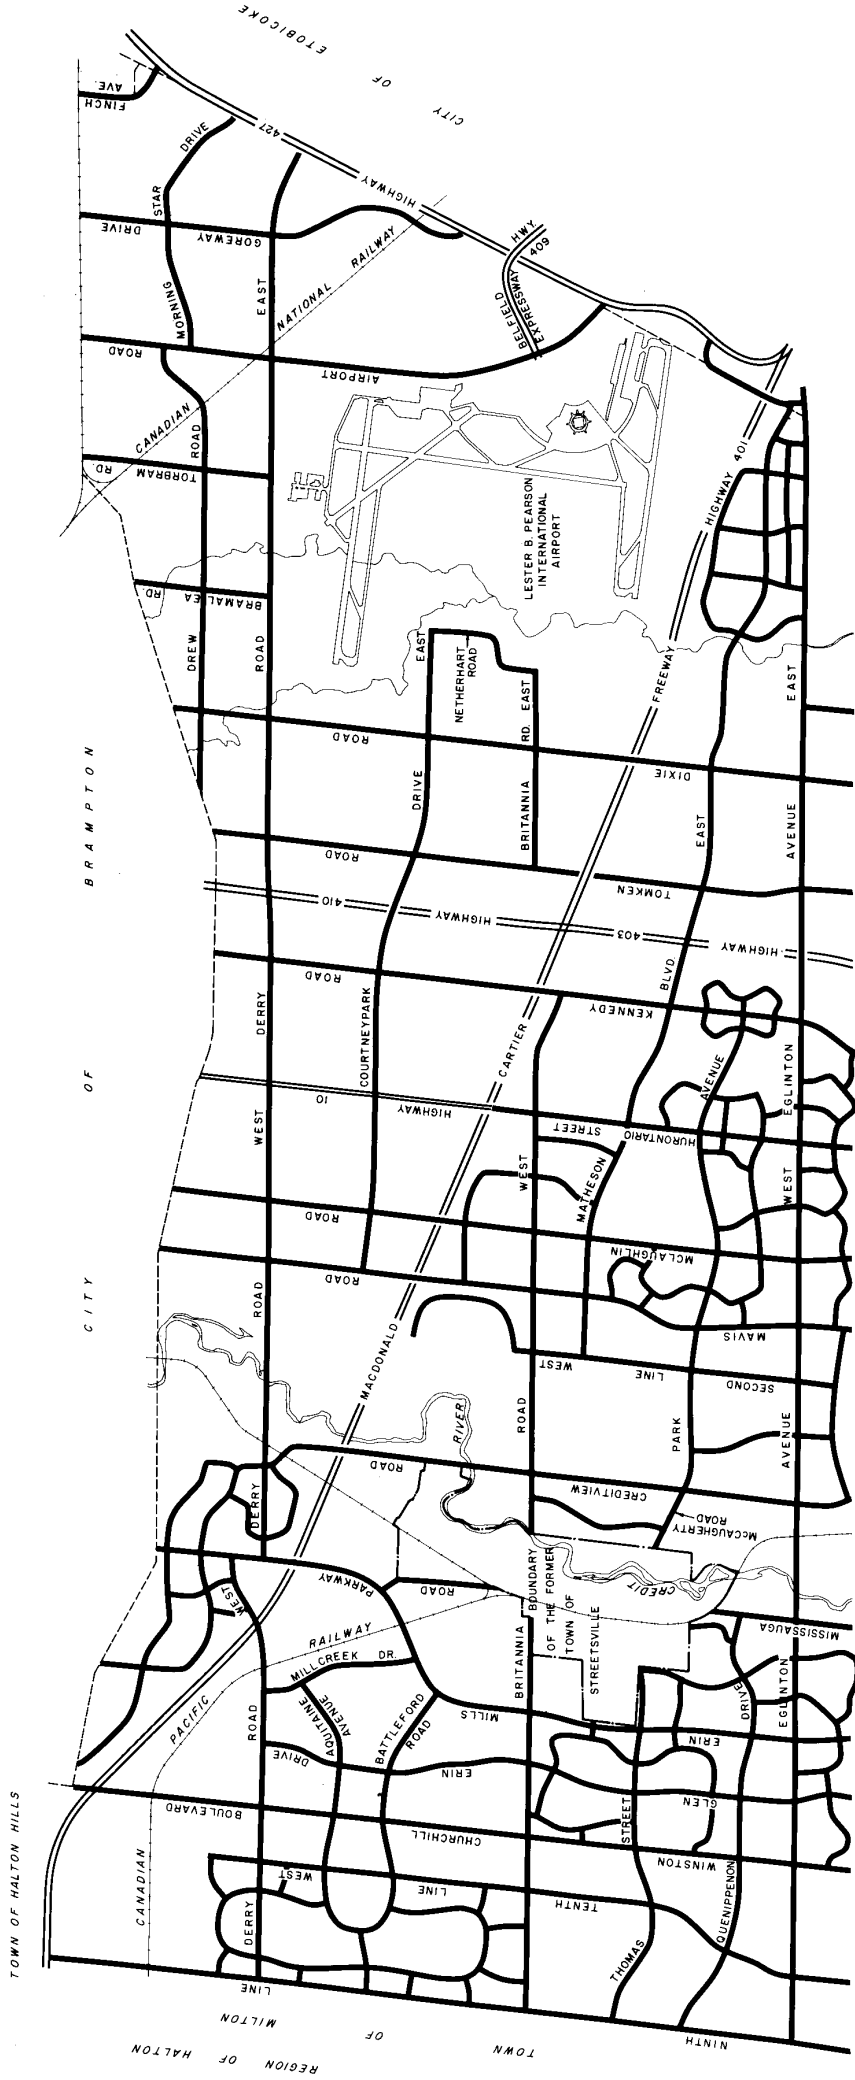 CITY OF ETOBICOKE
FINCH AVE.
MORNING STAR DRIVE
HIGHWAY 427
GOREWAY DRIVE
CANADIAN NATIONAL RAILWAY
HWY 409
BELFIELD EXPRESSWAY
AIRPORT ROAD
TORBRAM RD.
BRAMALEA RD.
DREW ROAD
DERRY ROAD EAST
LESTER B. PEARSON
INTERNATIONAL
AIRPORT
HIGHWAY 401
MACDONALD CARTIER FREEWAY
NETHERHART
ROAD
COURTNEYPARK DRIVE EAST
BRITANNIA RD. EAST
DIXIE ROAD
TOMKEN ROAD
CITY OF BRAMPTON
HIGHWAY 410
HIGHWAY 403
KENNEDY ROAD
MATHESON BLVD. EAST
EGLINTON AVENUE EAST
HIGHWAY 10
HURONTARIO STREET
DERRY ROAD WEST
BRITANNIA ROAD WEST
EGLINTON AVENUE WEST
PARK AVENUE
MCLAUGHLIN ROAD
MAVIS ROAD
SECOND LINE WEST
CREDITVIEW ROAD
McCAUGHERTY
ROAD
CREDIT RIVER
BOUNDARY
OF THE FORMER
TOWN OF
STREETSVILLE
MISSISSAUGA ROAD
PARKWAY
CANADIAN PACIFIC RAILWAY
MILLCREEK DR.
AQUITAINE
AVENUE
BATTLEFORD
ROAD
ERIN MILLS
GLEN ERIN DRIVE
THOMAS STREET
QUENIPPENON DRIVE
WINSTON CHURCHILL BOULEVARD
TENTH LINE WEST
DERRY
BRITANNIA
EGLINTON
NINTH LINE
TOWN OF HALTON HILLS
TOWN OF MILTON
REGION OF HALTON